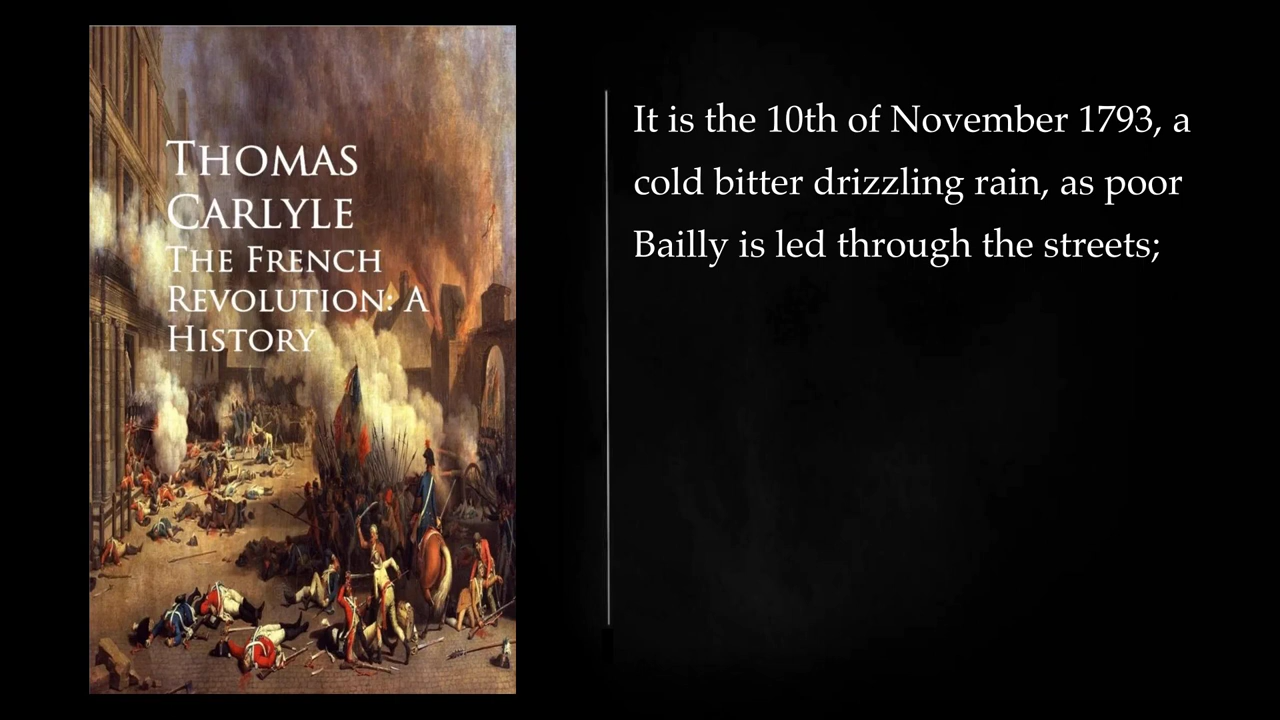 THOMAS
CARLYLE
THE FRENCH
REVOLUTION: A
HISTORY
It is the 10th of November 1793, a
cold bitter drizzling rain, as poor
Bailly is led through the streets;